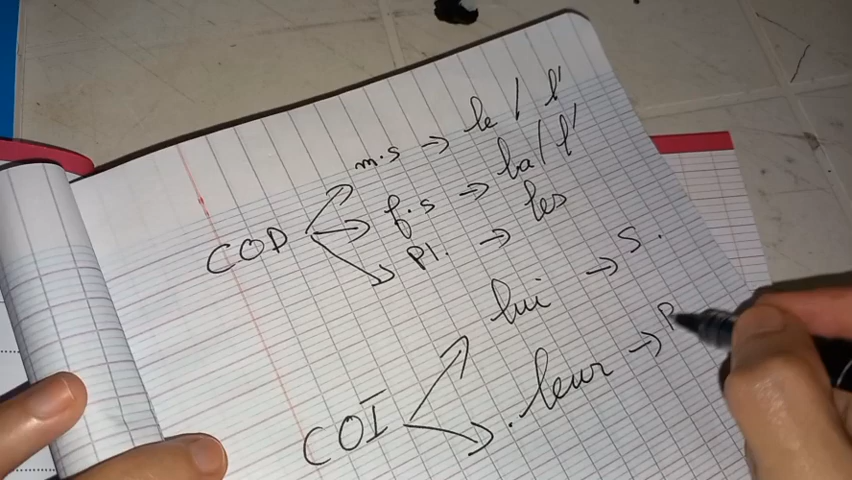 m.s → le / l'
COD f.s → la / l'
Pl. → les
lui → S.
COI . leur → P